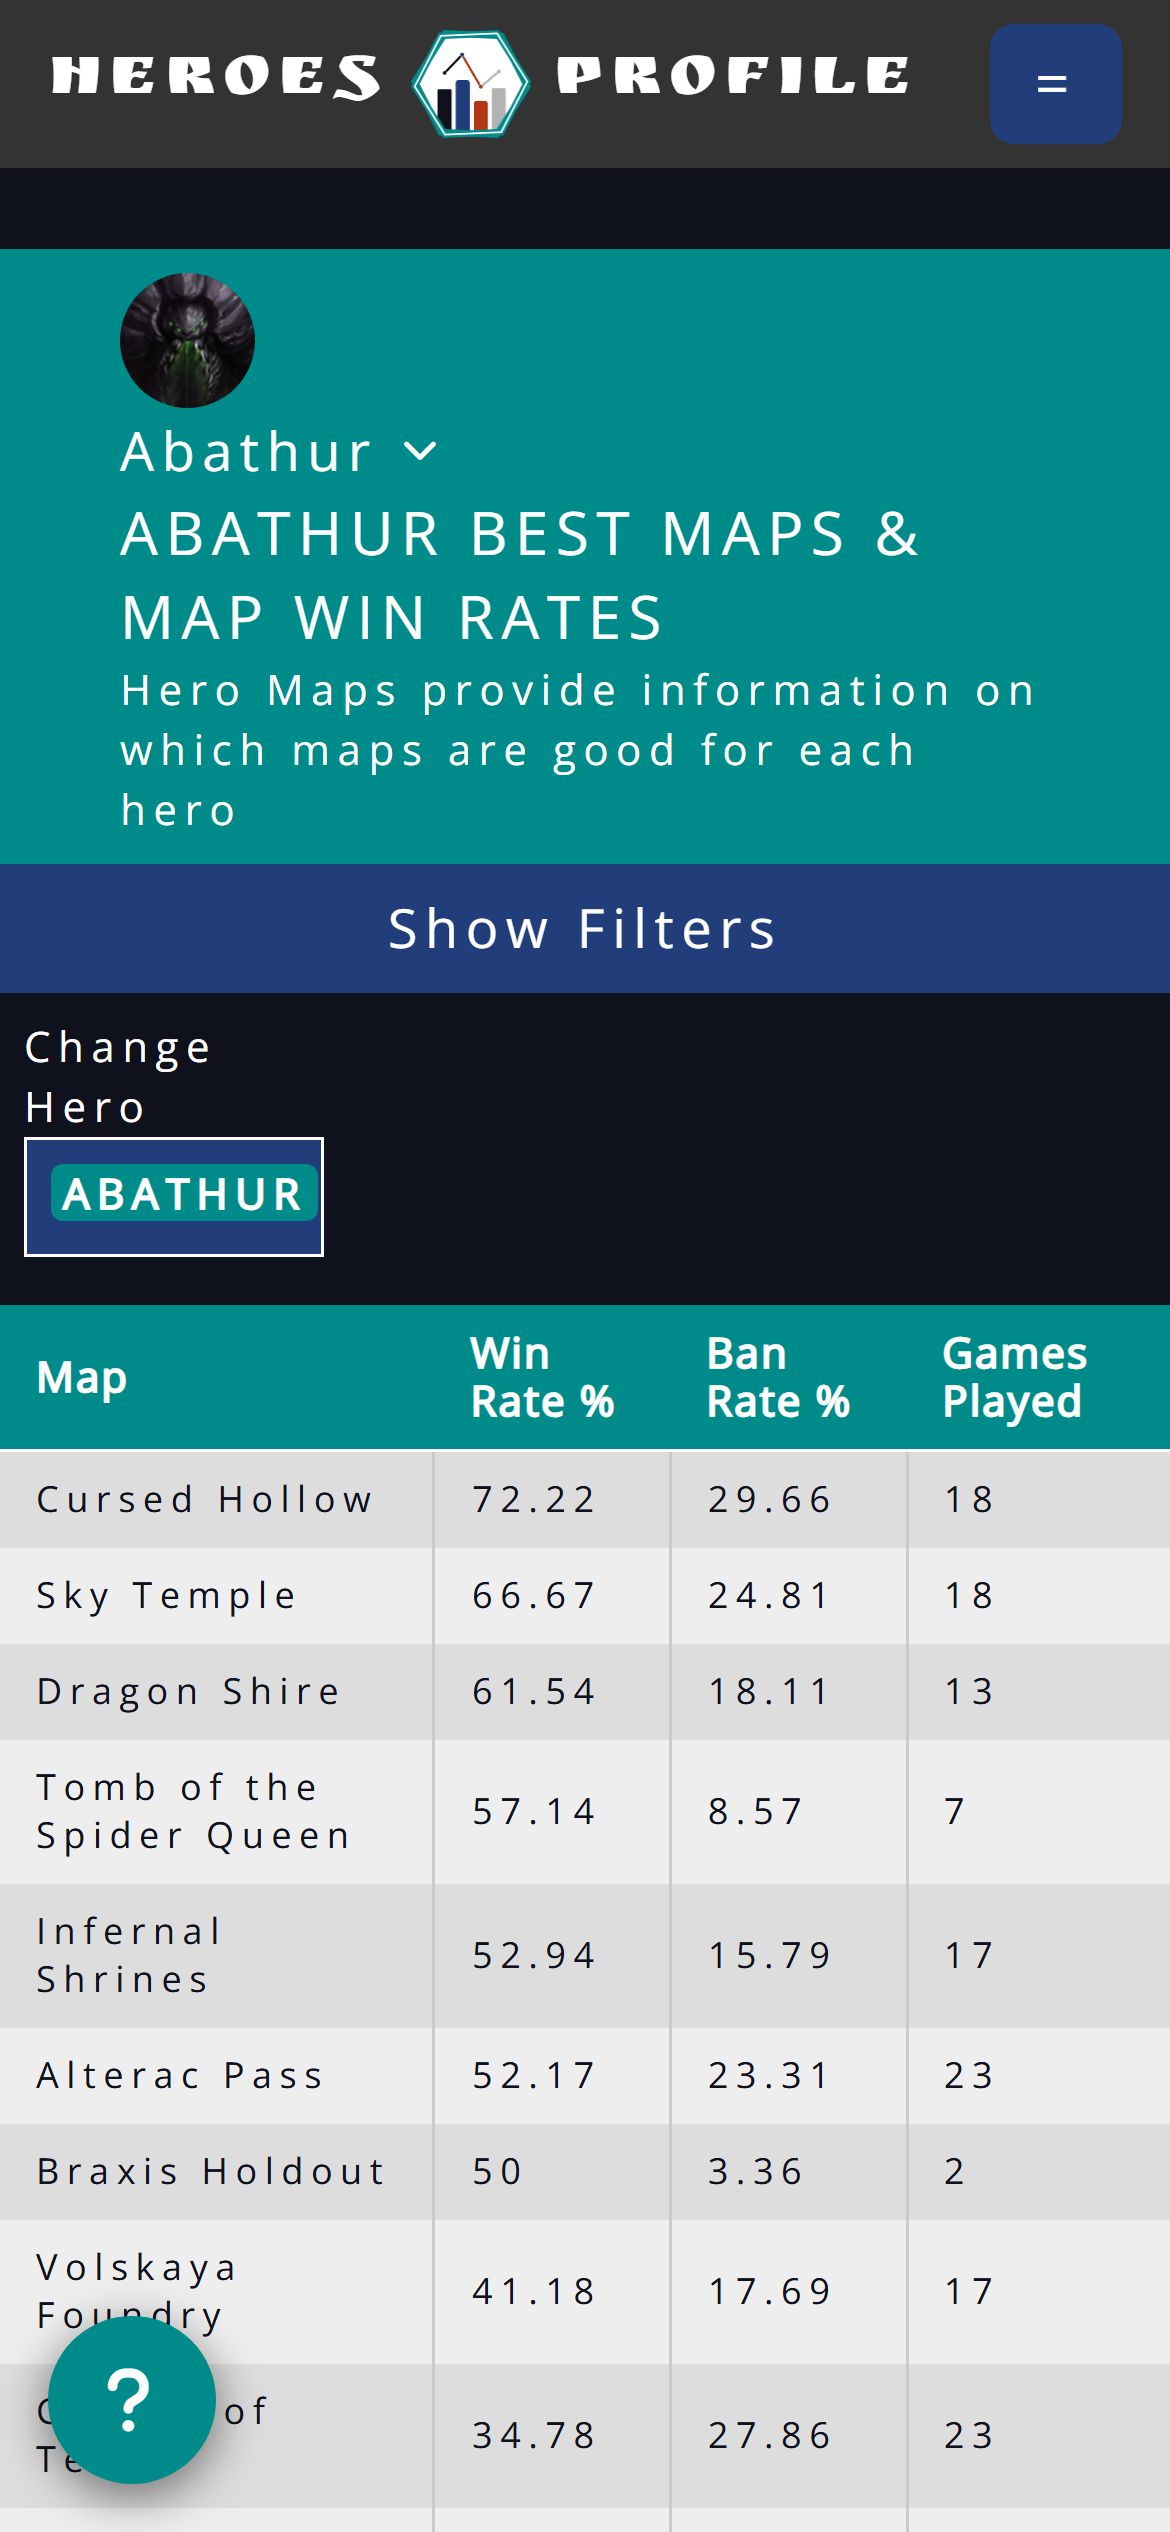 HEROES PROFILE
=
Abathur
ABATHUR BEST MAPS &
MAP WIN RATES
Hero Maps provide information on
which maps are good for each
hero
Show Filters
Change
Hero
ABATHUR
Map Win Rate % Ban Rate % Games Played
Cursed Hollow 72.22 29.66 18
Sky Temple 66.67 24.81 18
Dragon Shire 61.54 18.11 13
Tomb of the
Spider Queen 57.14 8.57 7
Infernal
Shrines 52.94 15.79 17
Alterac Pass 52.17 23.31 23
Braxis Holdout 50 3.36 2
Volskaya
Foundry 41.18 17.69 17
of
34.78 27.86 23
?